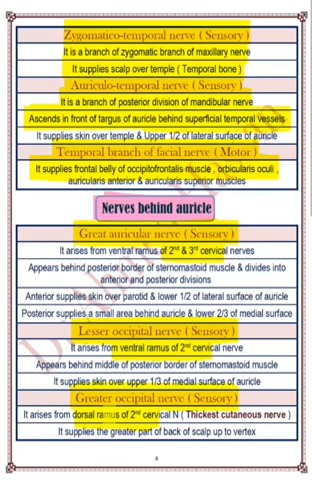 Zygomatico-temporal nerve ( Sensory )
It is a branch of zygomatic branch of maxillary nerve
It supplies scalp over temple ( Temporal bone )
Auriculo-temporal nerve ( Sensory )
It is a branch of posterior division of mandibular nerve
Ascends in front of targus of auricle behind superficial temporal vessels
It supplies skin over temple & Upper 1/2 of lateral surface of auricle
Temporal branch of facial nerve ( Motor )
It supplies frontal belly of occipitofrontalis muscle , orbicularis oculi ,
auricularis anterior & auricularis superior muscles
Nerves behind auricle
Great auricular nerve ( Sensory )
It arises from ventral ramus of 2nd & 3rd cervical nerves
Appears behind posterior border of sternomastoid muscle & divides into
anterior and posterior divisions
Anterior supplies skin over parotid & lower 1/2 of lateral surface of auricle
Posterior supplies a small area behind auricle & lower 2/3 of medial surface
Lesser occipital nerve ( Sensory )
It arises from ventral ramus of 2nd cervical nerve
Appears behind middle of posterior border of sternomastoid muscle
It supplies skin over upper 1/3 of medial surface of auricle
Greater occipital nerve ( Sensory )
It arises from dorsal ramus of 2nd cervical N ( Thickest cutaneous nerve )
It supplies the greater part of back of scalp up to vertex
4